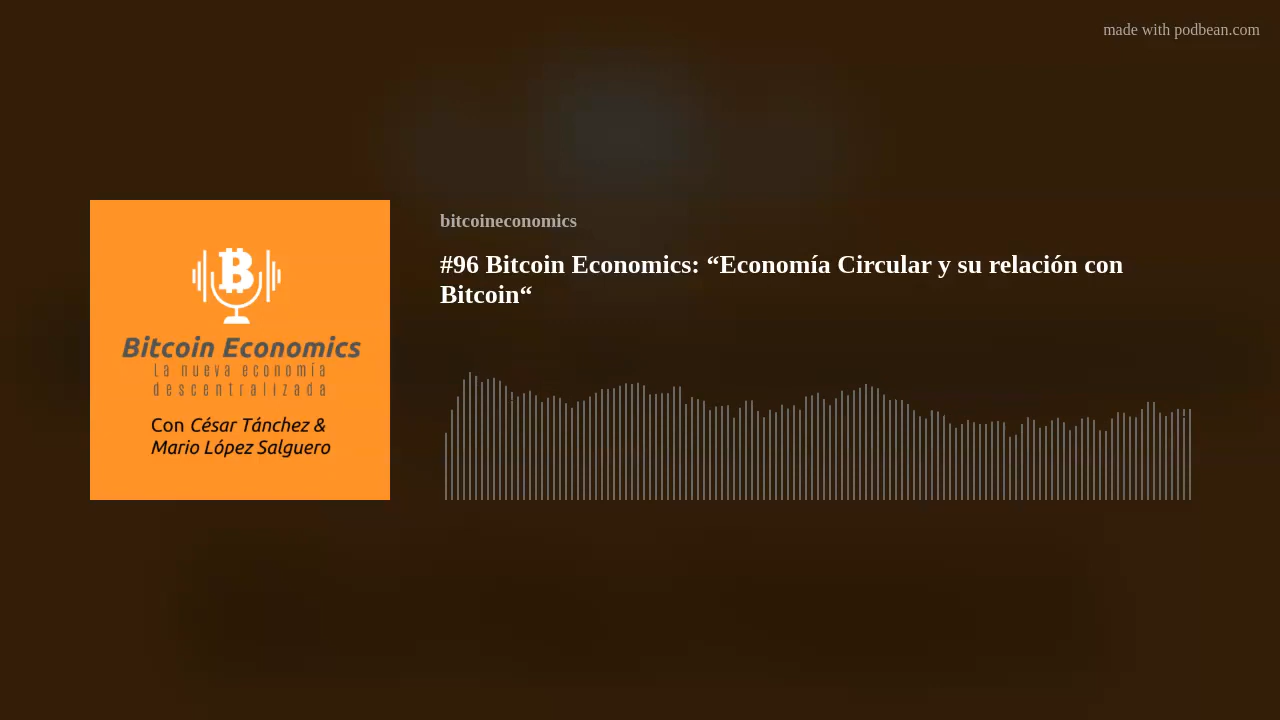 made with podbean.com
bitcoineconomics
#96 Bitcoin Economics: “Economía Circular y su relación con
Bitcoin“
Bitcoin Economics
La nueva economía
descentralizada
Con César Tánchez &
Mario López Salguero